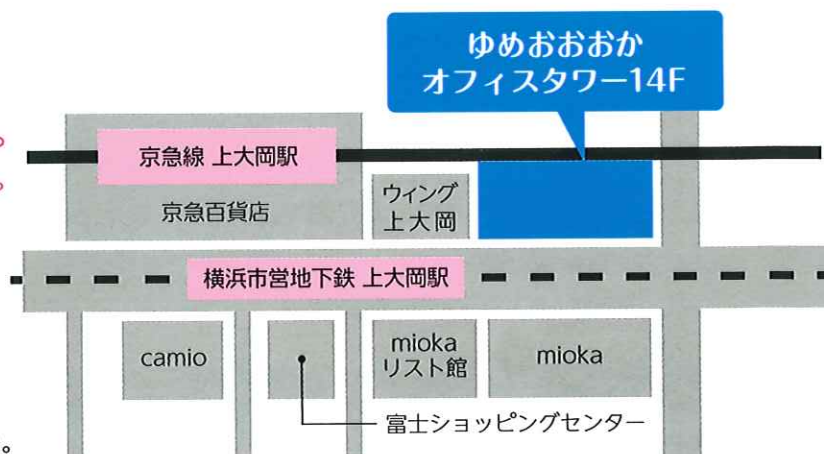 ゆめおおおか
オフィスタワー14F
京急線 上大岡駅
京急百貨店
ウィング
上大岡
横浜市営地下鉄 上大岡駅
camio
mioka
リスト館
mioka
富士ショッピングセンター
。
。
。